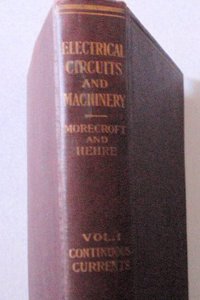 ELECTRICAL
CIRCUITS
AND
MACHINERY
MORECROFT
AND
HEHRE
VOL. I
CONTINUOUS
CURRENTS